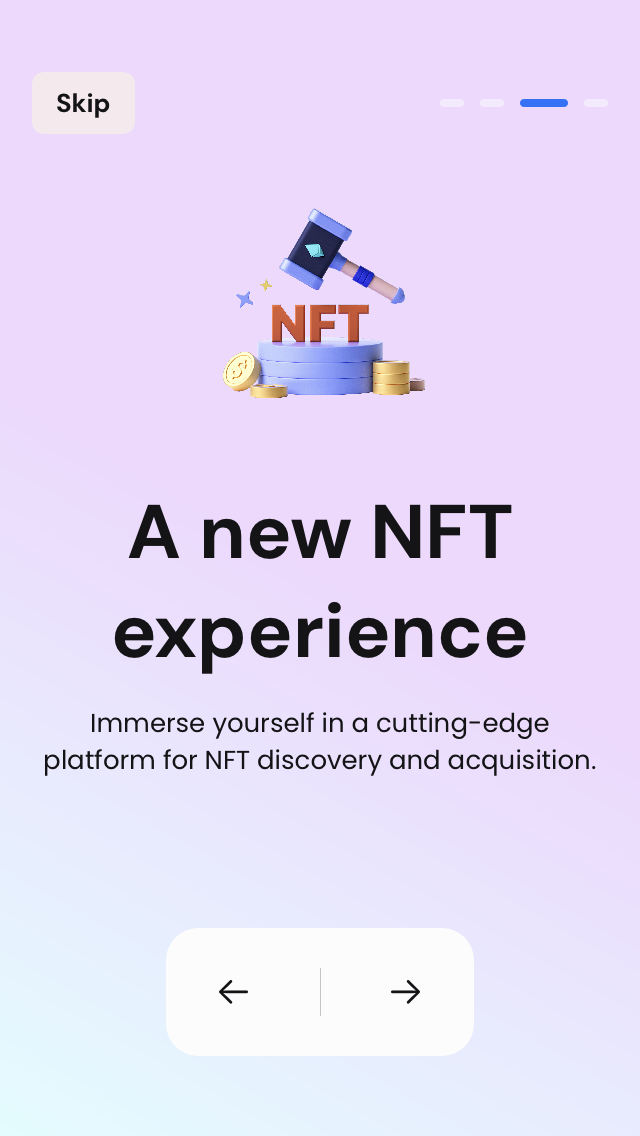 Skip
NFT
A new NFT
experience
Immerse yourself in a cutting-edge
platform for NFT discovery and acquisition.